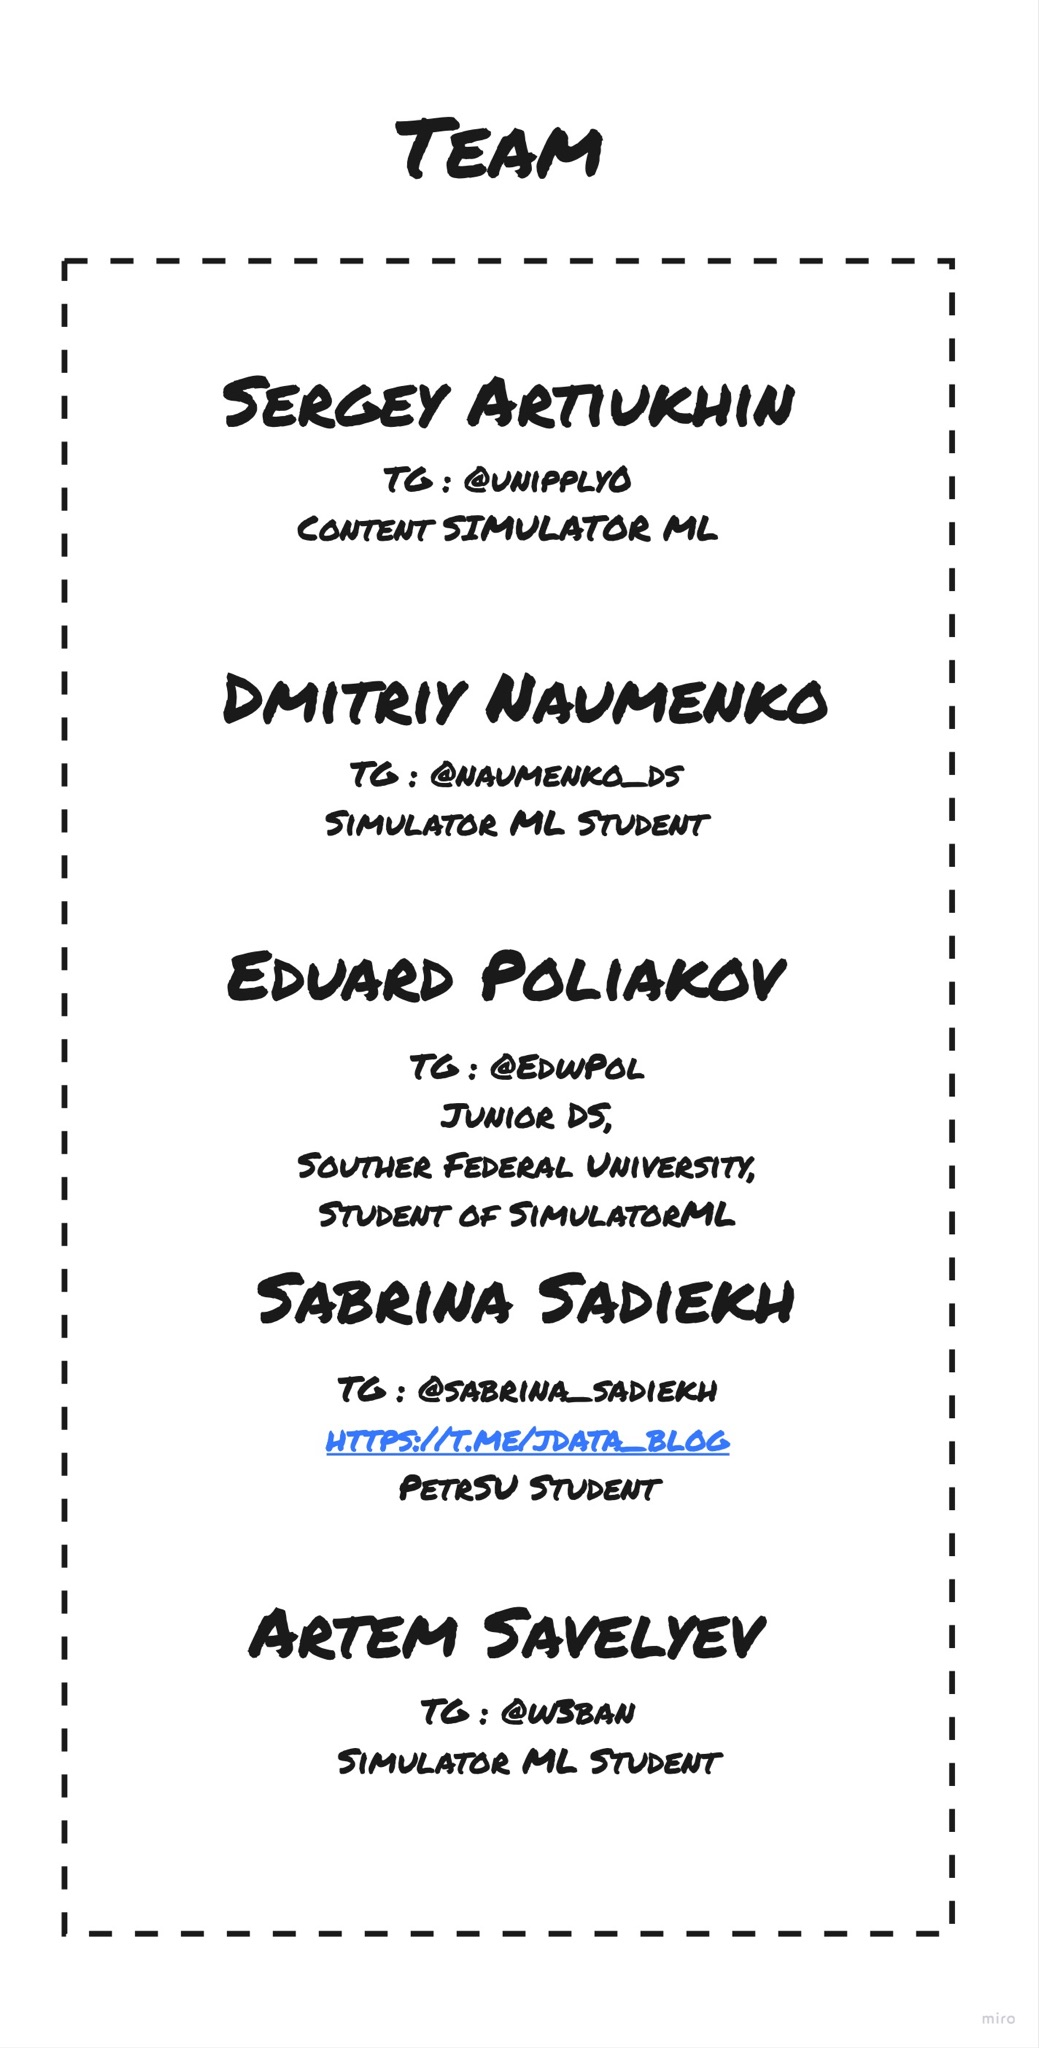 Team
Sergey Artiukhin
TG : @unipply0
Content SIMULATOR ML
Dmitriy Naumenko
TG : @naumenko_ds
Simulator ML Student
Eduard Poliakov
TG : @EdwPol
Junior DS,
Souther Federal University,
Student of SimulatorML
Sabrina Sadiekh
TG : @sabrina_sadiekh
https://t.me/jdata_blog
PetrSU Student
Artem Savelyev
TG : @w3ban
Simulator ML Student
miro